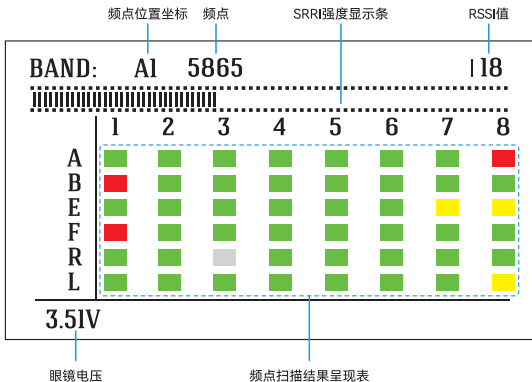 频点位置坐标 频点 SRRI强度显示条 RSSI值
BAND: A1 5865 118
1 2 3 4 5 6 7 8
A
B
E
F
R
L
3.51V
眼镜电压 频点扫描结果呈现表